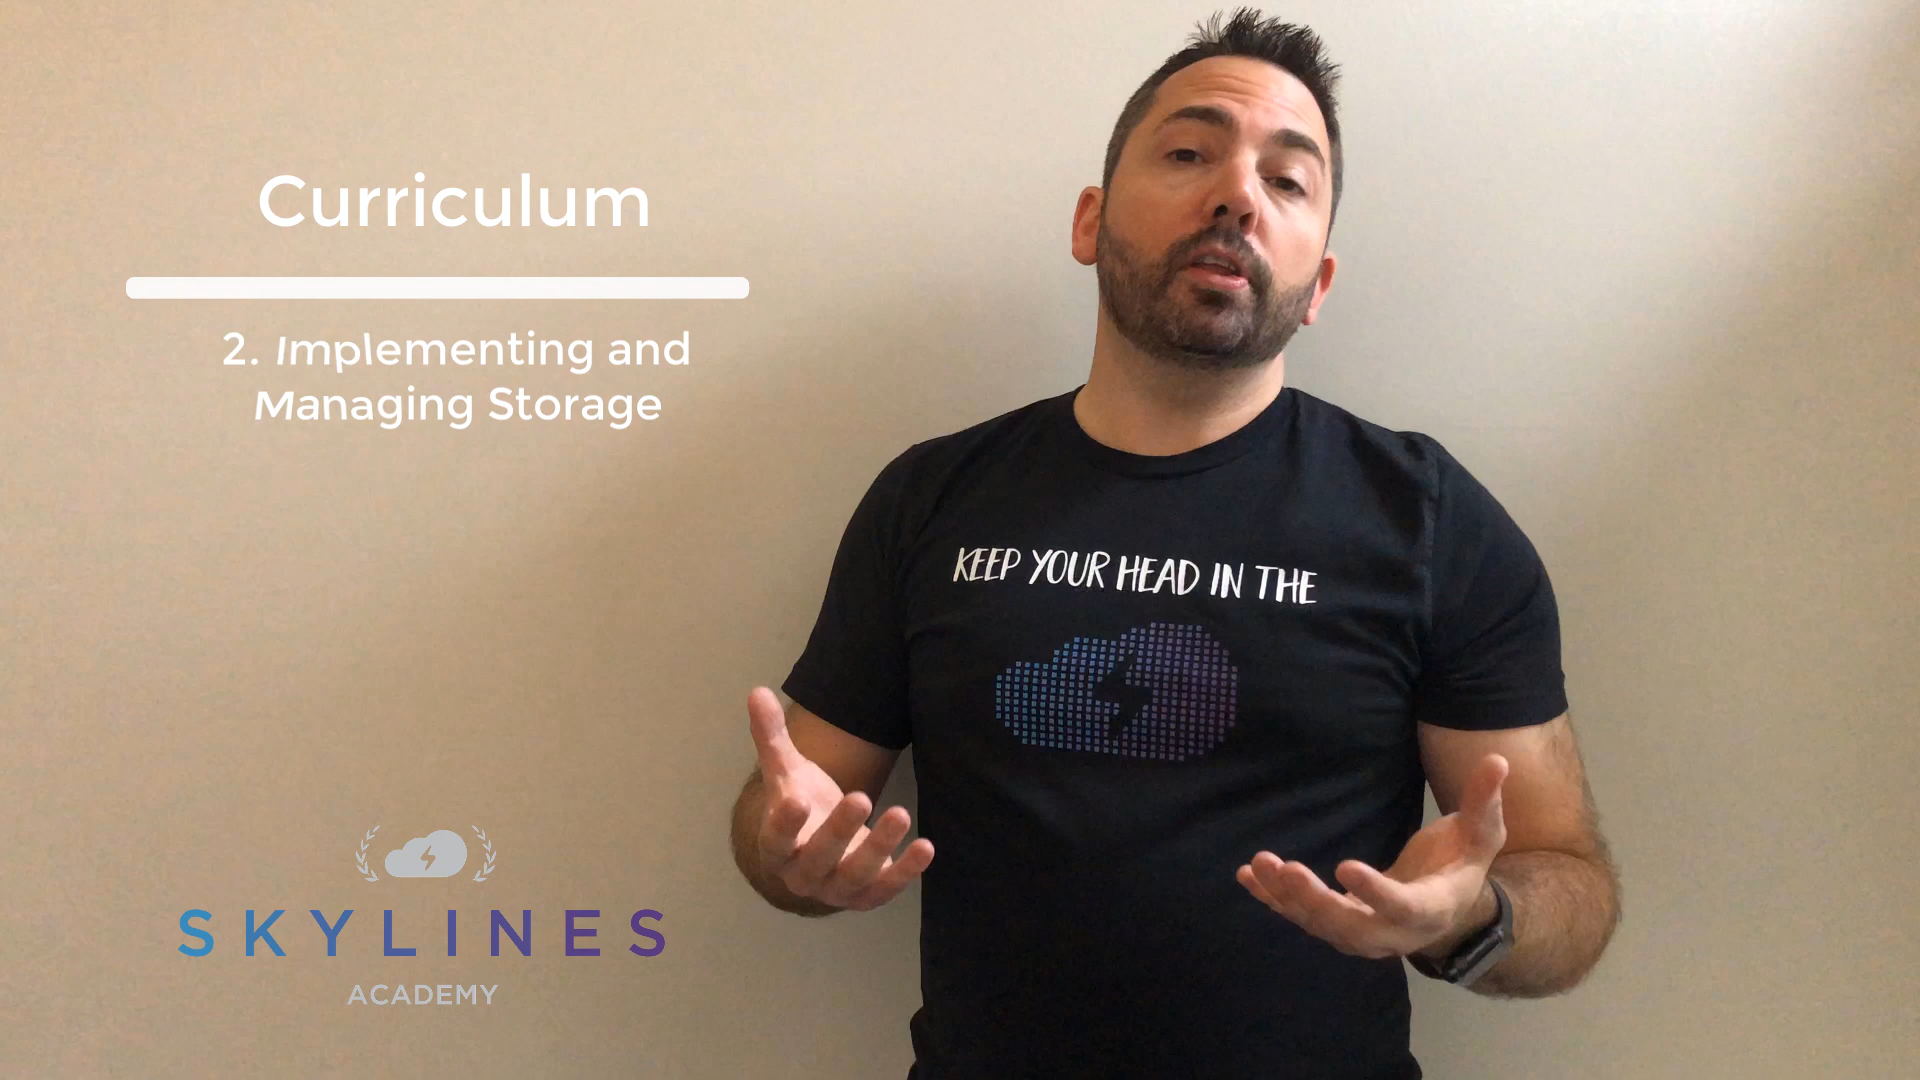 Curriculum
2. Implementing and
Managing Storage
KEEP YOUR HEAD IN THE
SKYLINES
ACADEMY